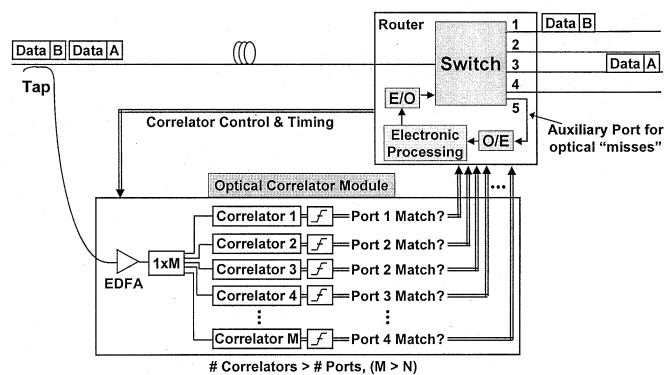 Router
1 Data B
Data B Data A
2
Switch
3 Data A
4
Tap
E/O
5
Correlator Control & Timing
Electronic
Processing
O/E
Auxiliary Port for
optical "misses"
Optical Correlator Module
Correlator 1 Port 1 Match?
Correlator 2 Port 2 Match?
EDFA 1xM Correlator 3 Port 2 Match?
Correlator 4 Port 3 Match?
Correlator M Port 4 Match?
# Correlators > # Ports, (M > N)